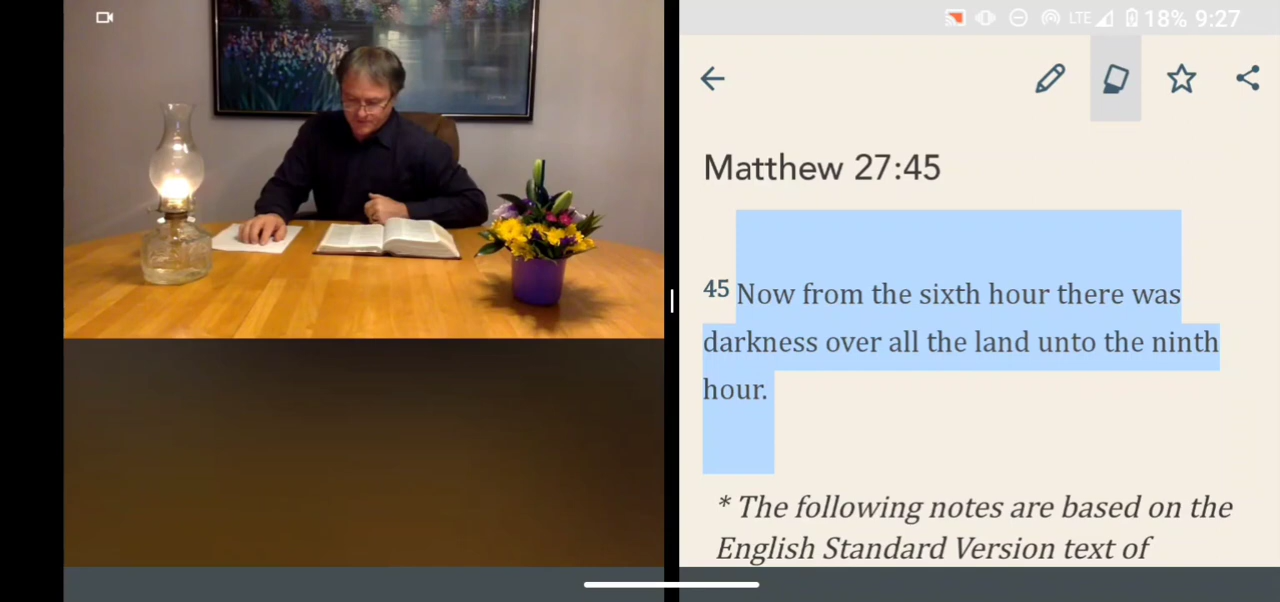 LTE 18% 9:27
Matthew 27:45
45 Now from the sixth hour there was
darkness over all the land unto the ninth
hour.
* The following notes are based on the
English Standard Version text of